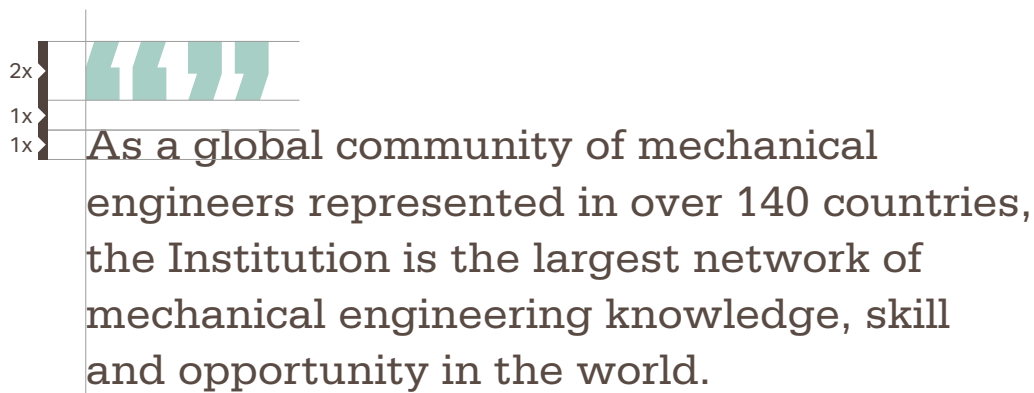 2x
““ ””
1x
1x
As a global community of mechanical
engineers represented in over 140 countries,
the Institution is the largest network of
mechanical engineering knowledge, skill
and opportunity in the world.